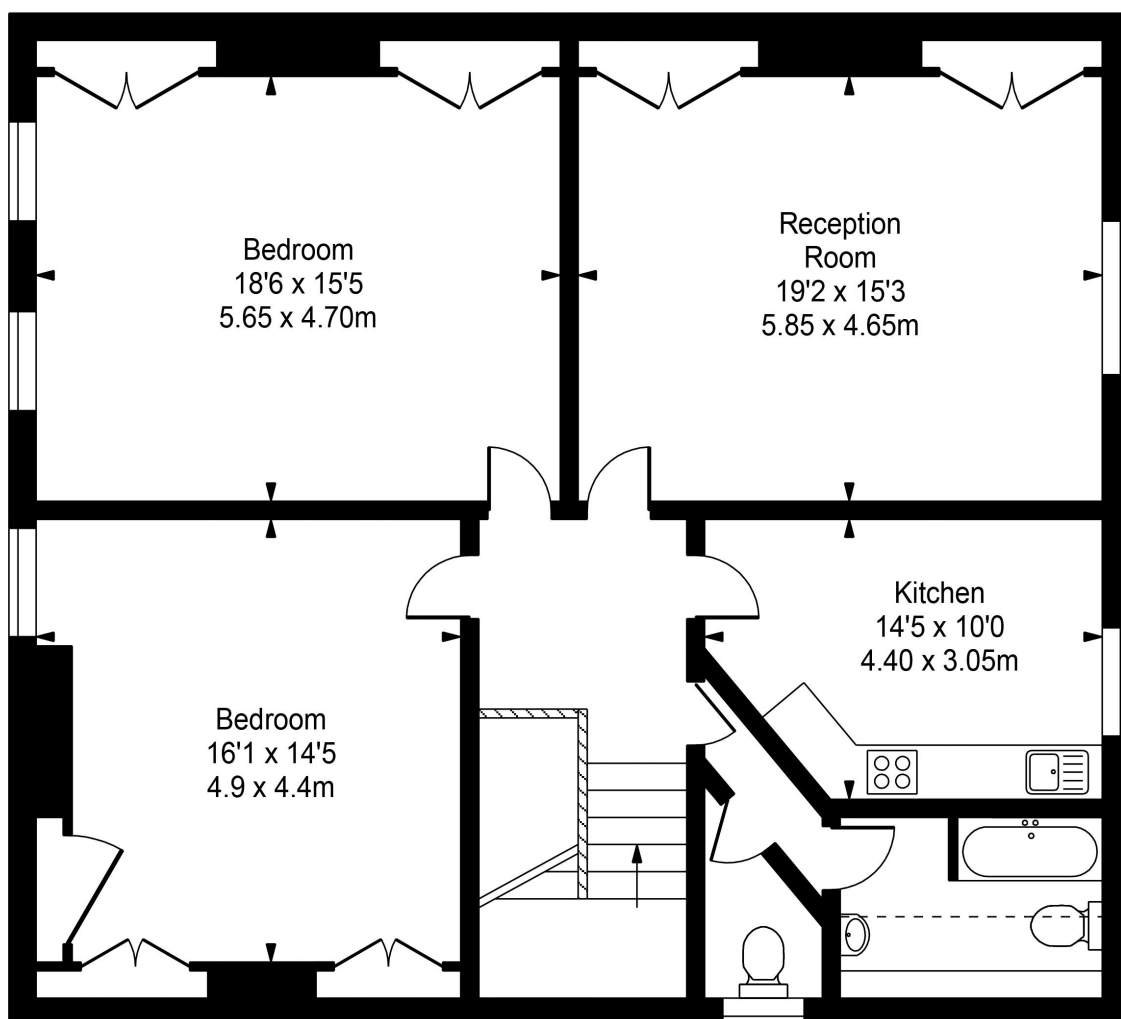 Bedroom
18'6 x 15'5
5.65 x 4.70m
Reception
Room
19'2 x 15'3
5.85 x 4.65m
Bedroom
16'1 x 14'5
4.9 x 4.4m
Kitchen
14'5 x 10'0
4.40 x 3.05m